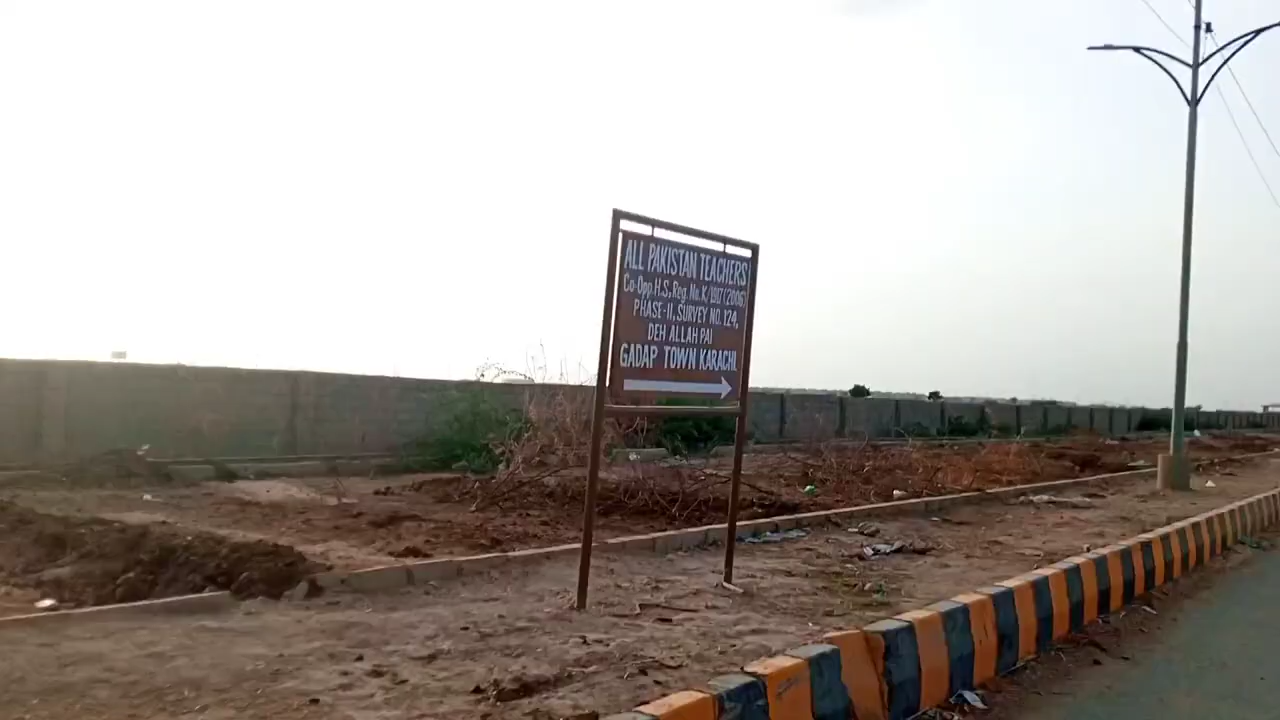 ALL PAKISTAN TEACHERS
Co-Opp.H.S, Reg. No. K/1917(2006)
PHASE-II, SURVEY NO. 124,
DEH ALLAH PAI
GADAP TOWN KARACHI